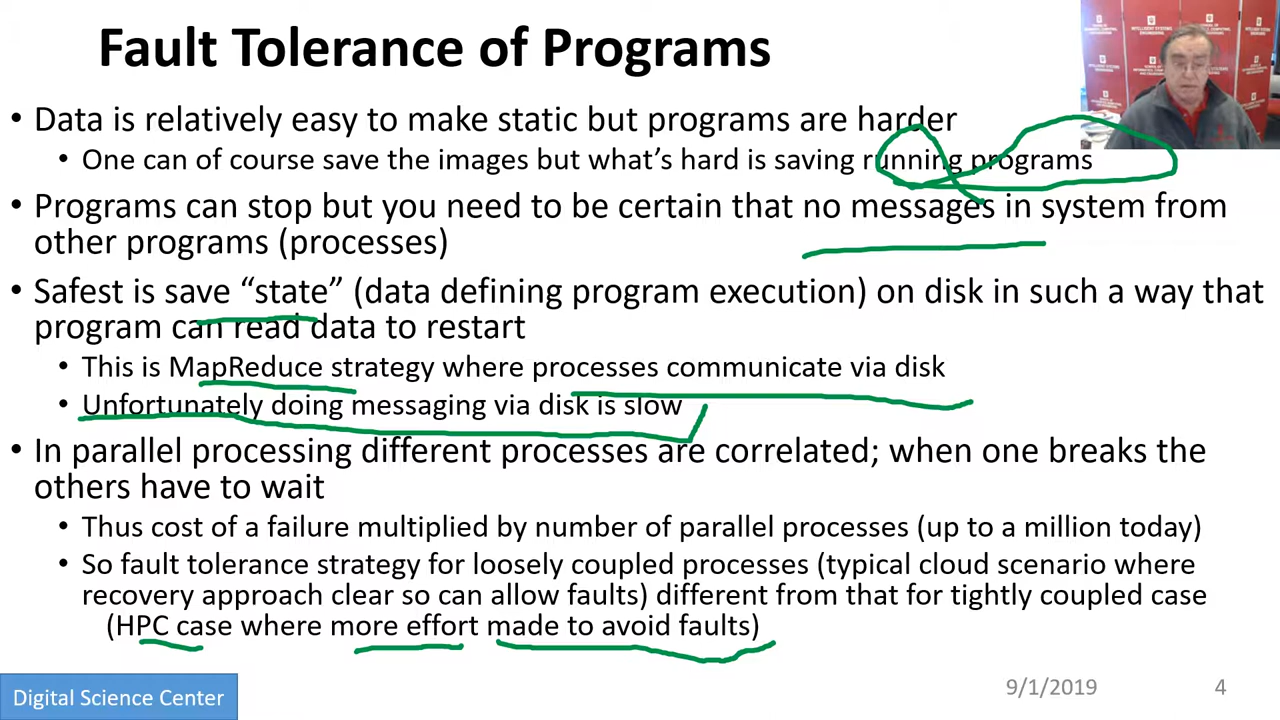 Fault Tolerance of Programs
• Data is relatively easy to make static but programs are harder
• One can of course save the images but what's hard is saving running programs
• Programs can stop but you need to be certain that no messages in system from
other programs (processes)
• Safest is save “state” (data defining program execution) on disk in such a way that
program can read data to restart
• This is MapReduce strategy where processes communicate via disk
• Unfortunately doing messaging via disk is slow
• In parallel processing different processes are correlated; when one breaks the
others have to wait
• Thus cost of a failure multiplied by number of parallel processes (up to a million today)
• So fault tolerance strategy for loosely coupled processes (typical cloud scenario where
recovery approach clear so can allow faults) different from that for tightly coupled case
(HPC case where more effort made to avoid faults)
Digital Science Center
9/1/2019
4